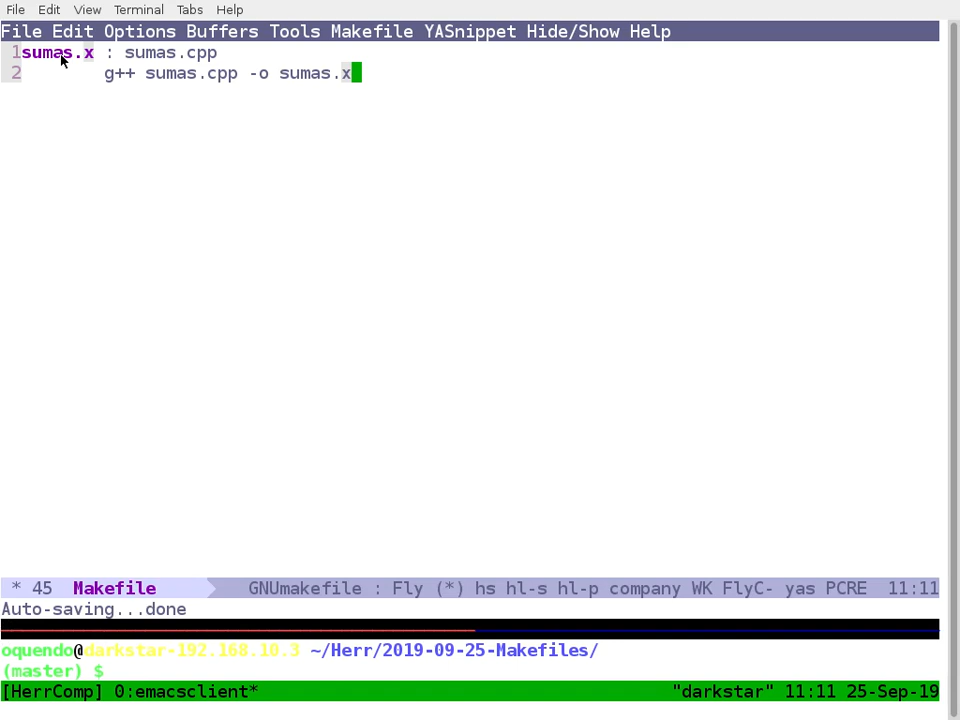 File Edit View Terminal Tabs Help
File Edit Options Buffers Tools Makefile YASnippet Hide/Show Help
1sumas.x : sumas.cpp
2 g++ sumas.cpp -o sumas.x
* 45 Makefile GNUmakefile : Fly (*) hs hl-s hl-p company WK FlyC- yas PCRE 11:11
Auto-saving...done
oquendo@darkstar-192.168.10.3 ~/Herr/2019-09-25-Makefiles/
(master) $
[HerrComp] 0:emacsclient* "darkstar" 11:11 25-Sep-19